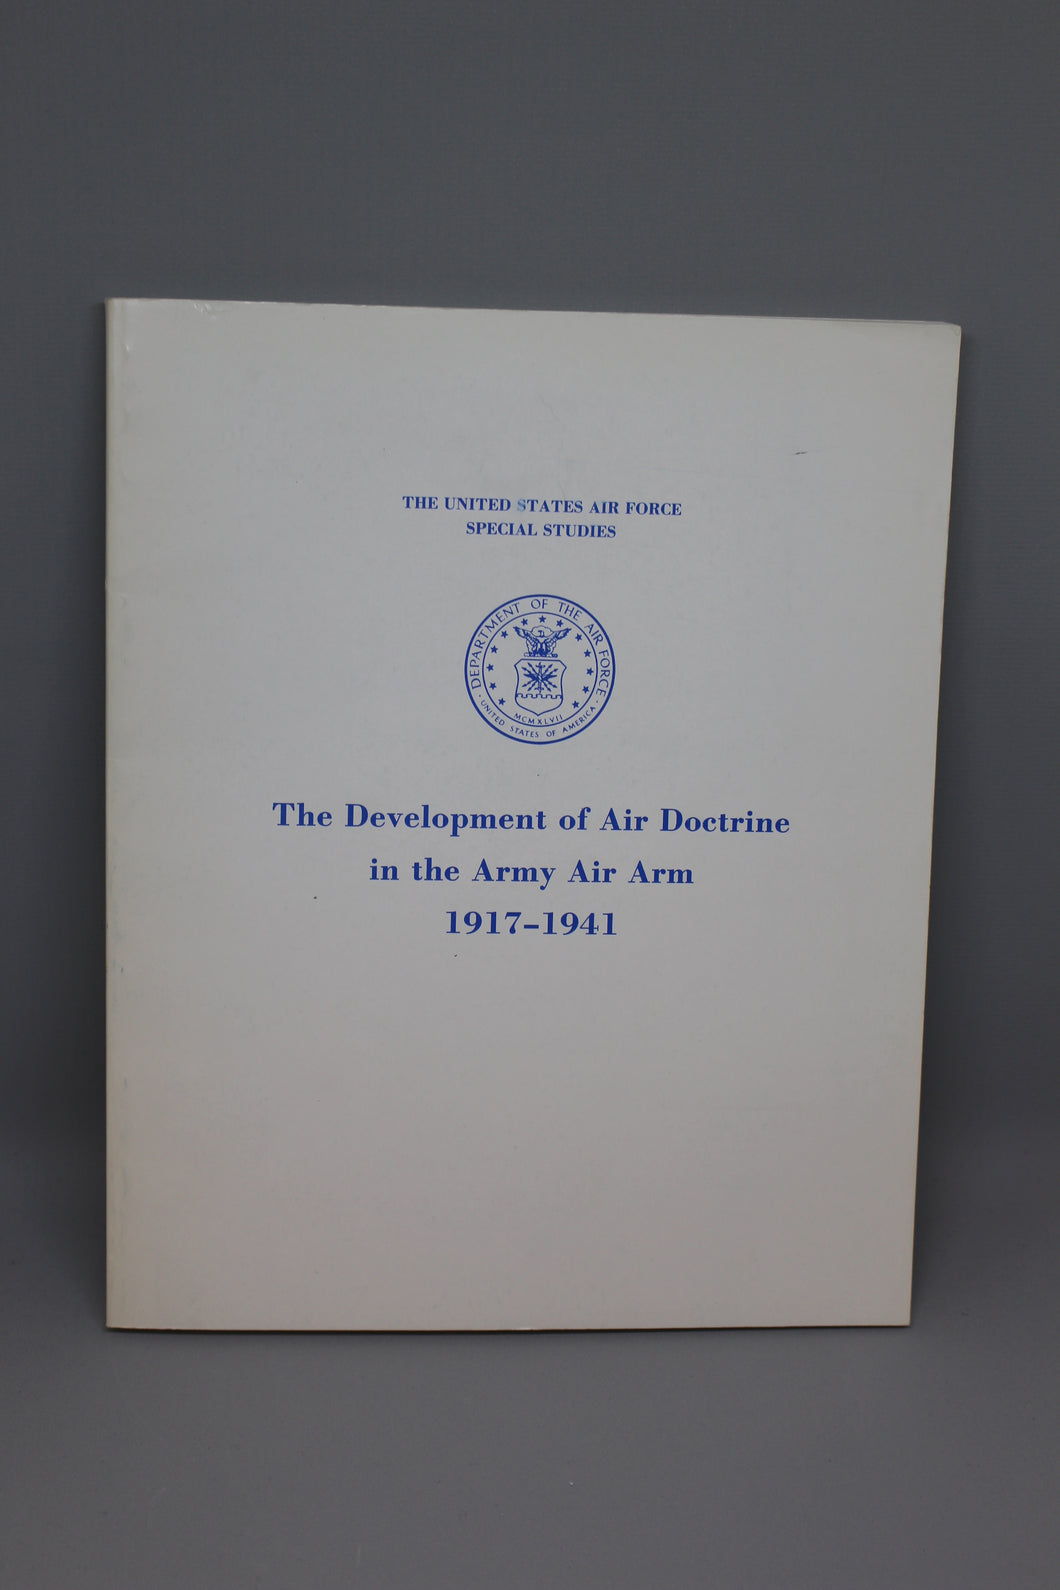 THE UNITED STATES AIR FORCE
SPECIAL STUDIES
DEPARTMENT OF THE AIR FORCE
MCMXLVII
· UNITED STATES OF AMERICA ·
The Development of Air Doctrine
in the Army Air Arm
1917–1941